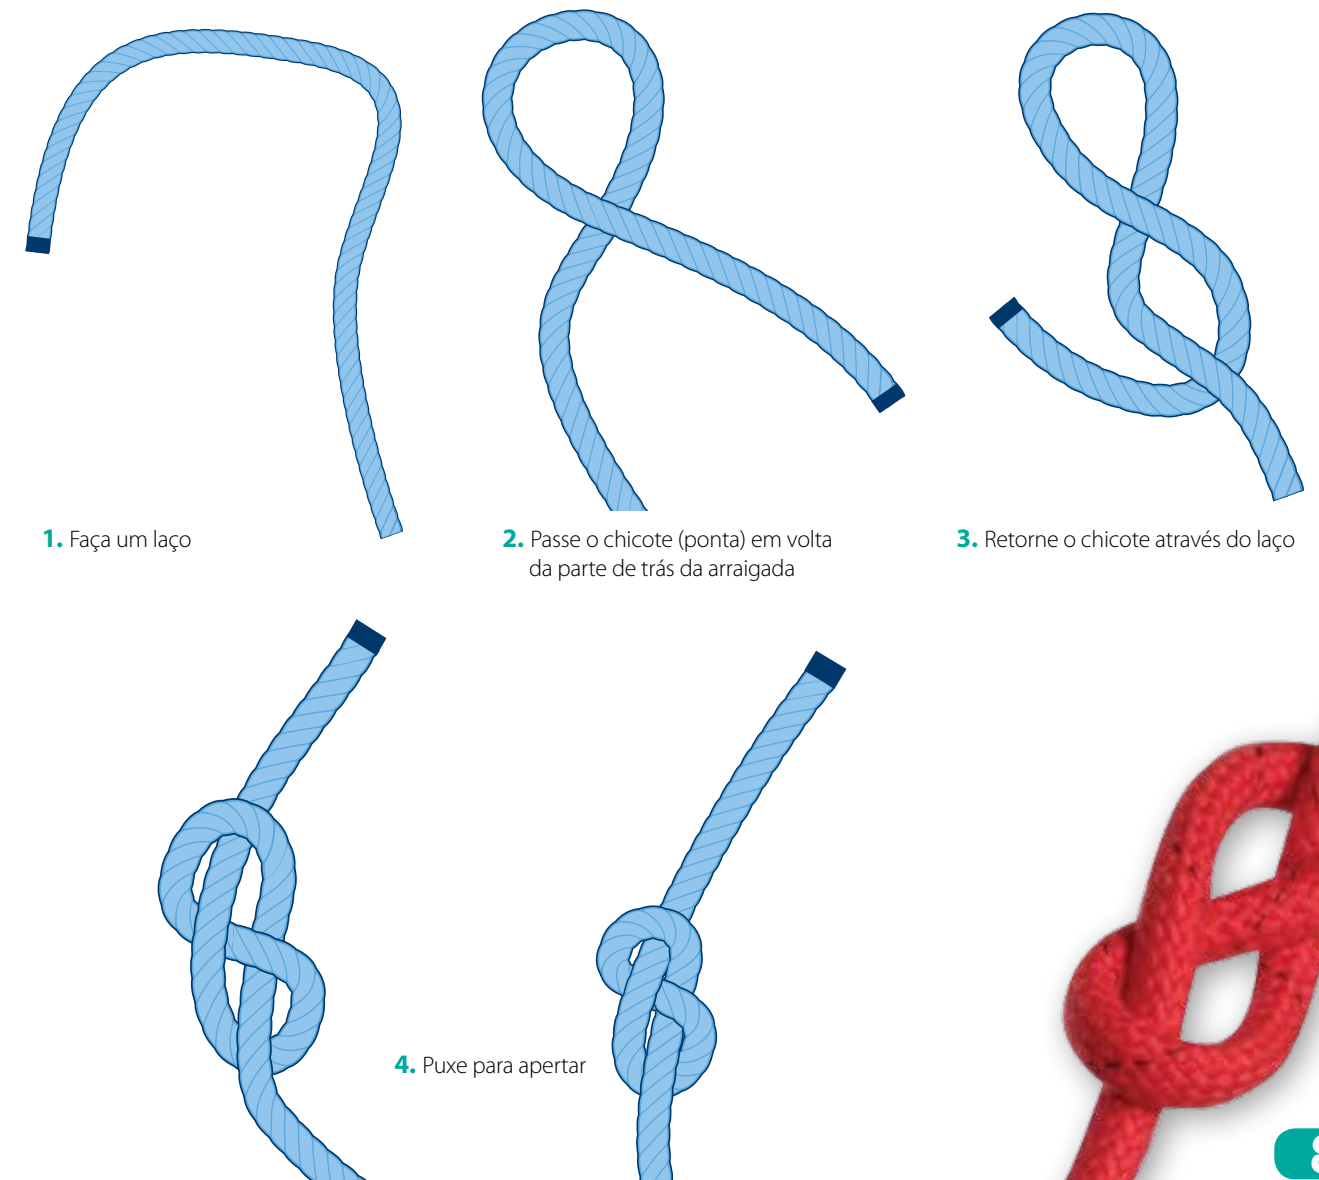 1. Faça um laço
2. Passe o chicote (ponta) em volta
da parte de trás da arraigada
3. Retorne o chicote através do laço
4. Puxe para apertar